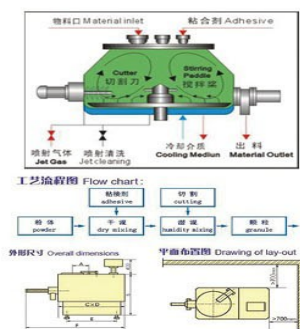 物料口 Material inlet 粘合剂 Adhesive
Cutter
切割刀
Stirring
Paddle
搅拌桨
喷射气体 喷射清洗 冷却介质 出料
Jet Gas Jet cleaning Cooling Mediun Material Outlet
工艺流程图 Flow chart:
粘接剂 切割
adhesive cutting
粉体 干混 湿混 颗粒
powder dry mixing humidity mixing granule
外形尺寸 Overall dimensions 平面布置图 Drawing of lay-out
A
C×D
>700mm